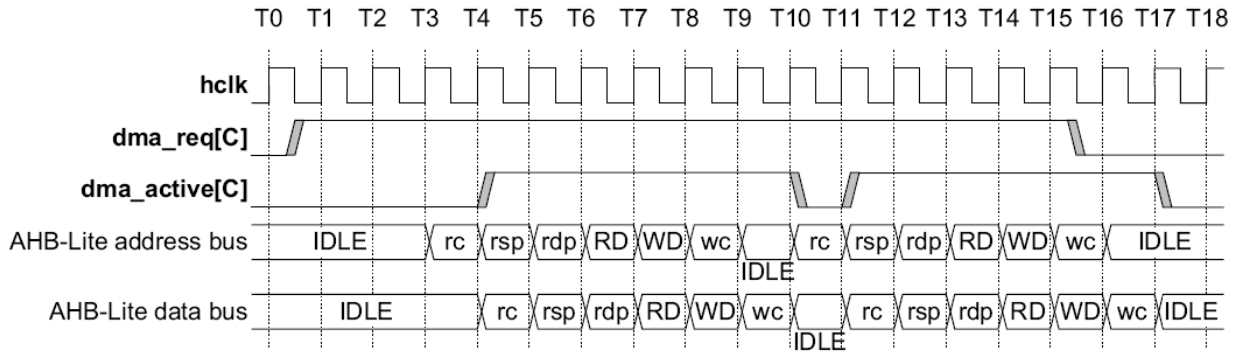 T0 T1 T2 T3 T4 T5 T6 T7 T8 T9 T10 T11 T12 T13 T14 T15 T16 T17 T18
hclk
dma_req[C]
dma_active[C]
AHB-Lite address bus IDLE rc rsp rdp RD WD wc IDLE rc rsp rdp RD WD wc IDLE
AHB-Lite data bus IDLE rc rsp rdp RD WD wc IDLE rc rsp rdp RD WD wc IDLE